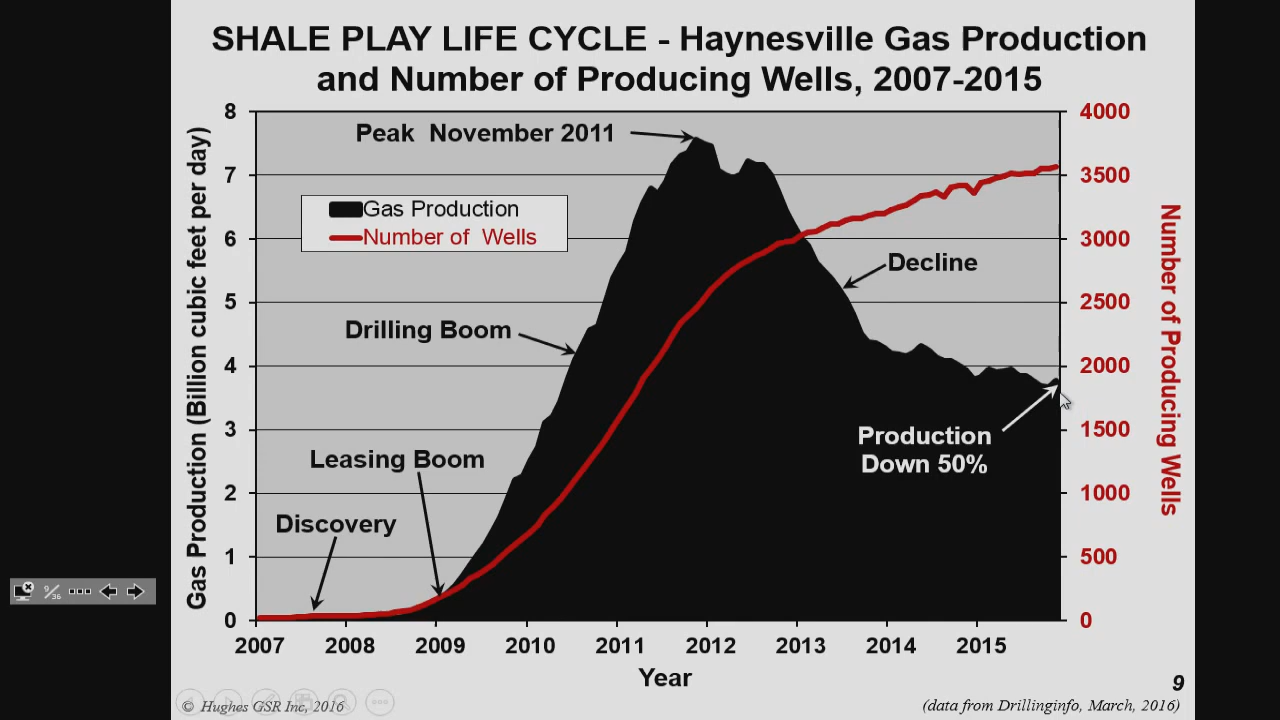 SHALE PLAY LIFE CYCLE - Haynesville Gas Production
and Number of Producing Wells, 2007-2015
Gas Production (Billion cubic feet per day)
8
7
6
5
4
3
2
1
0
4000
3500
3000
2500
2000
1500
1000
500
0
Number of Producing Wells
Peak November 2011
Gas Production
Number of Wells
Decline
Drilling Boom
Production
Down 50%
Leasing Boom
Discovery
2007 2008 2009 2010 2011 2012 2013 2014 2015
Year
9/36
9
© Hughes GSR Inc, 2016
(data from Drillinginfo, March, 2016)